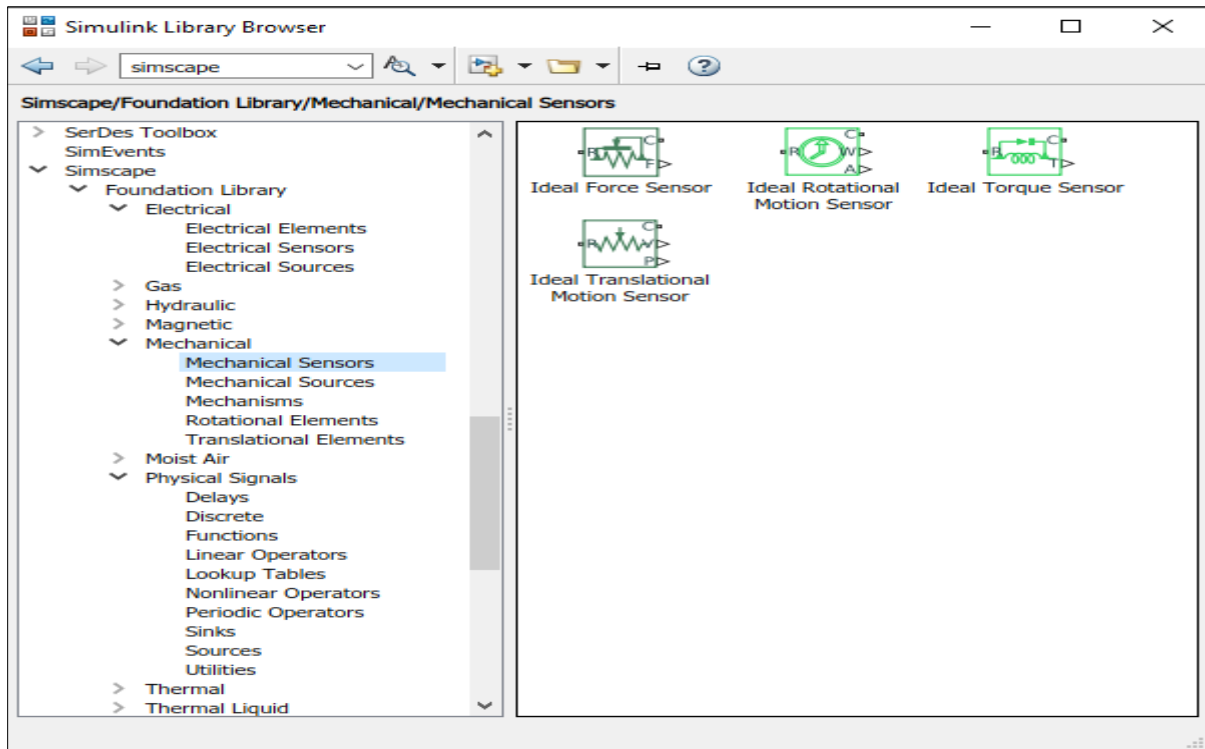 Simulink Library Browser
simscape
Simscape/Foundation Library/Mechanical/Mechanical Sensors
SerDes Toolbox
SimEvents
Simscape
Foundation Library
Electrical
Electrical Elements
Electrical Sensors
Electrical Sources
Gas
Hydraulic
Magnetic
Mechanical
Mechanical Sensors
Mechanical Sources
Mechanisms
Rotational Elements
Translational Elements
Moist Air
Physical Signals
Delays
Discrete
Functions
Linear Operators
Lookup Tables
Nonlinear Operators
Periodic Operators
Sinks
Sources
Utilities
Thermal
Thermal Liquid
R C F
Ideal Force Sensor
R C W A
Ideal Rotational
Motion Sensor
R C T
Ideal Torque Sensor
R C V P
Ideal Translational
Motion Sensor